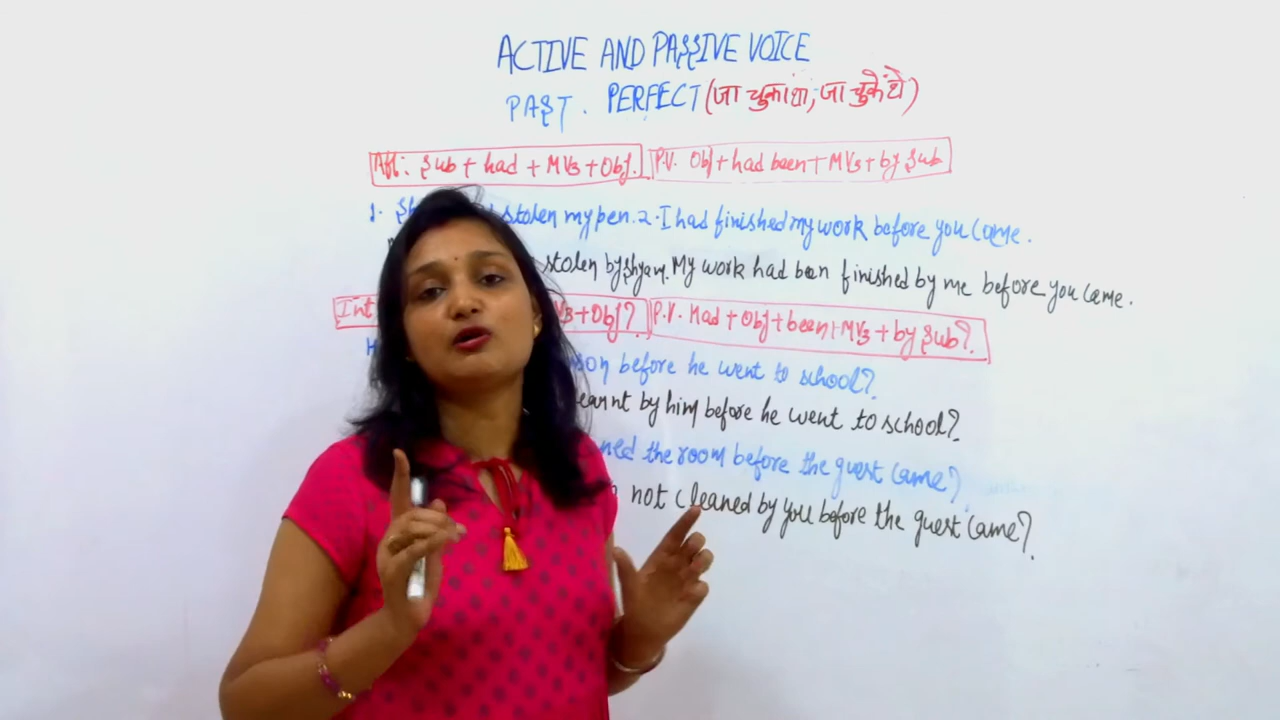 ACTIVE AND PASSIVE VOICE
PAST. PERFECT (जा चुका था, जा चुके थे)
Aff: Sub + had + MV3 + Obj. P.V. Obj + had been + MV3 + by Sub
1. stolen my pen. 2. I had finished my work before you came.
stolen by Shyam. My work had been finished by me before you came.
Int + Obj? P.V. Had + Obj + been + MV3 + by Sub?
before he went to school?
by him before he went to school?
the room before the guest came?
not cleaned by you before the guest came?